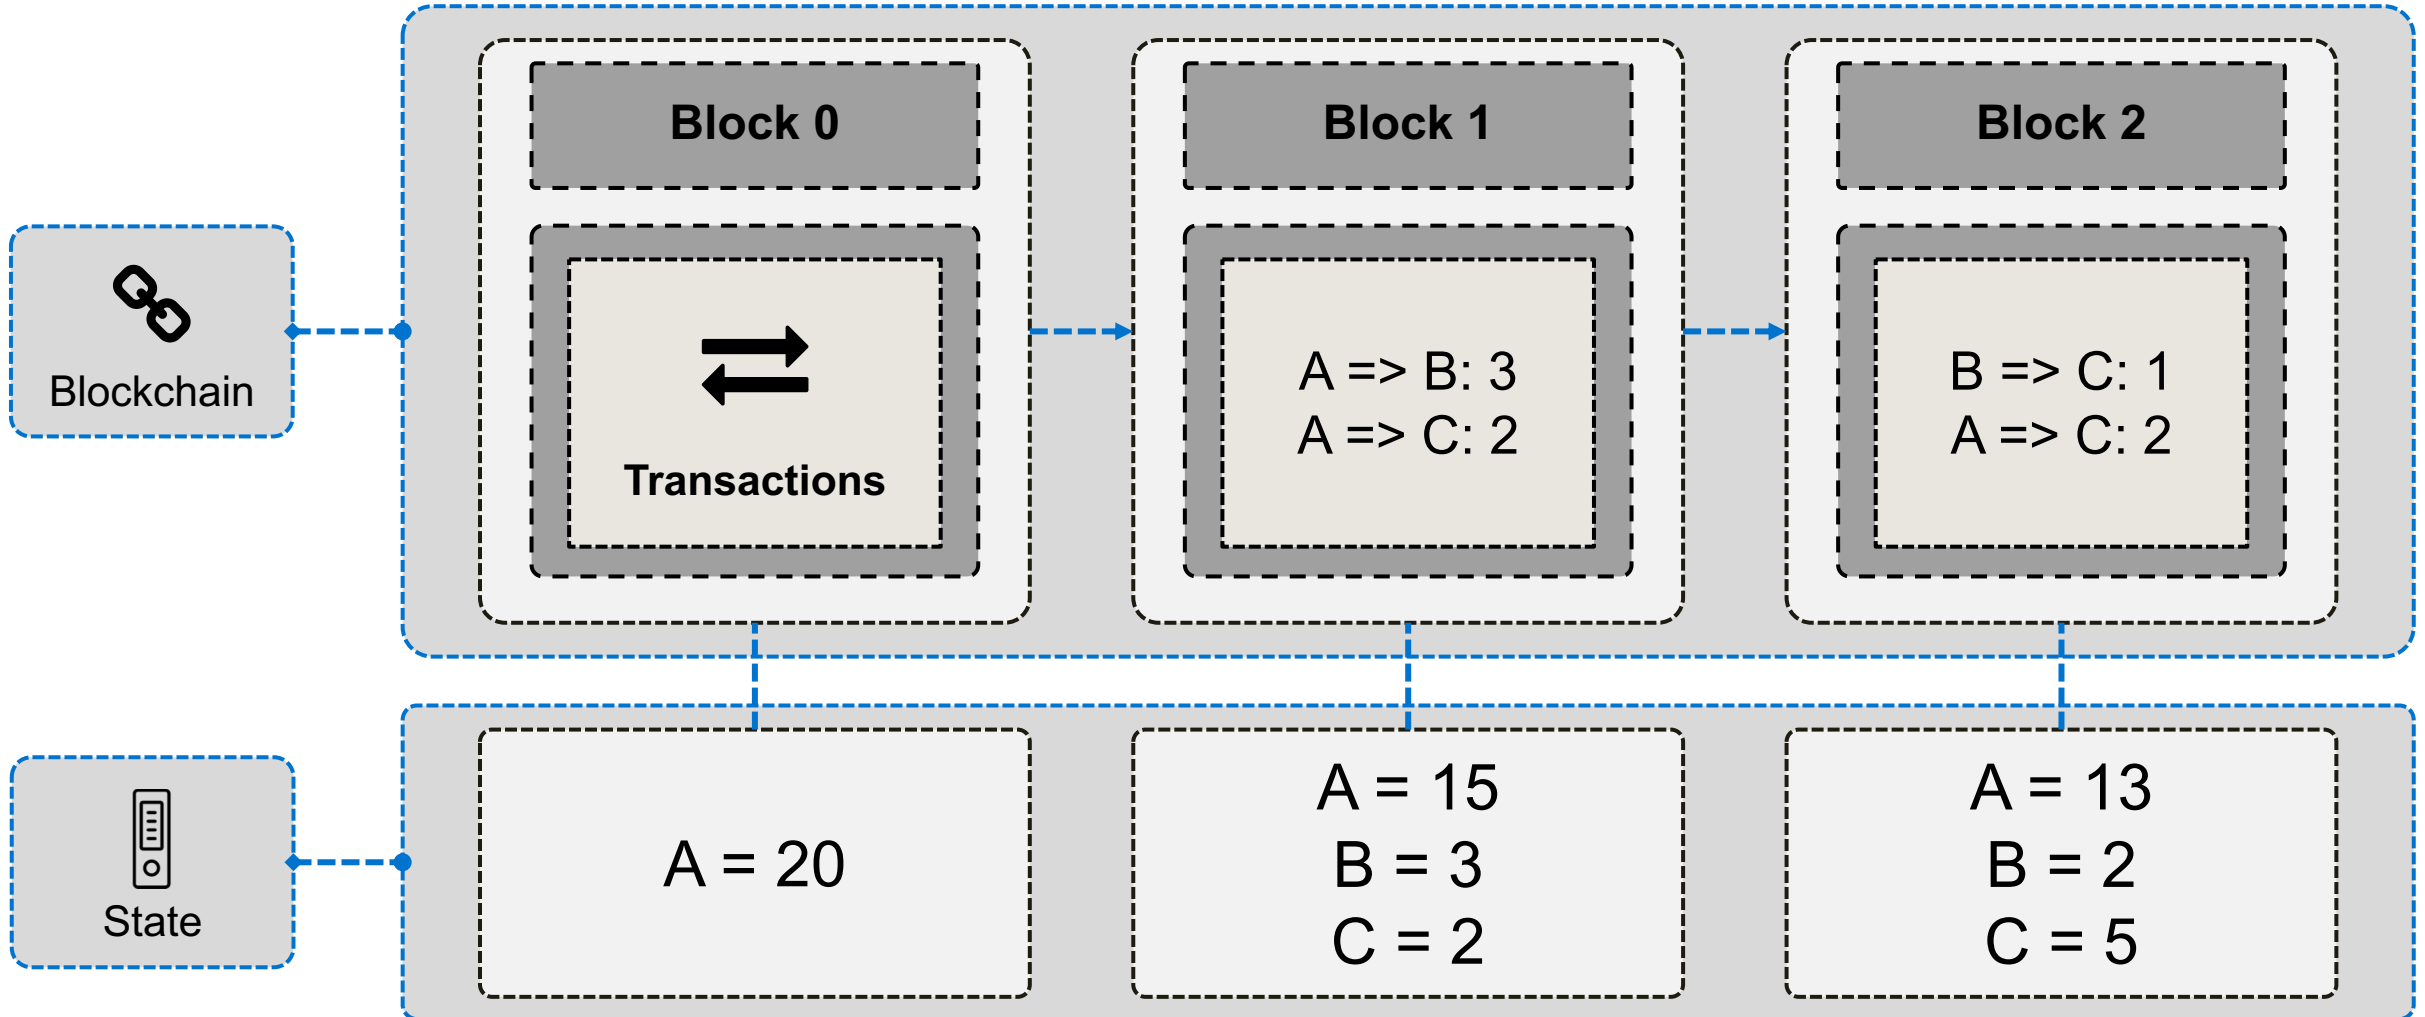 Block 0
Block 1
Block 2
Blockchain
Transactions
A => B: 3
A => C: 2
B => C: 1
A => C: 2
State
A = 20
A = 15
B = 3
C = 2
A = 13
B = 2
C = 5